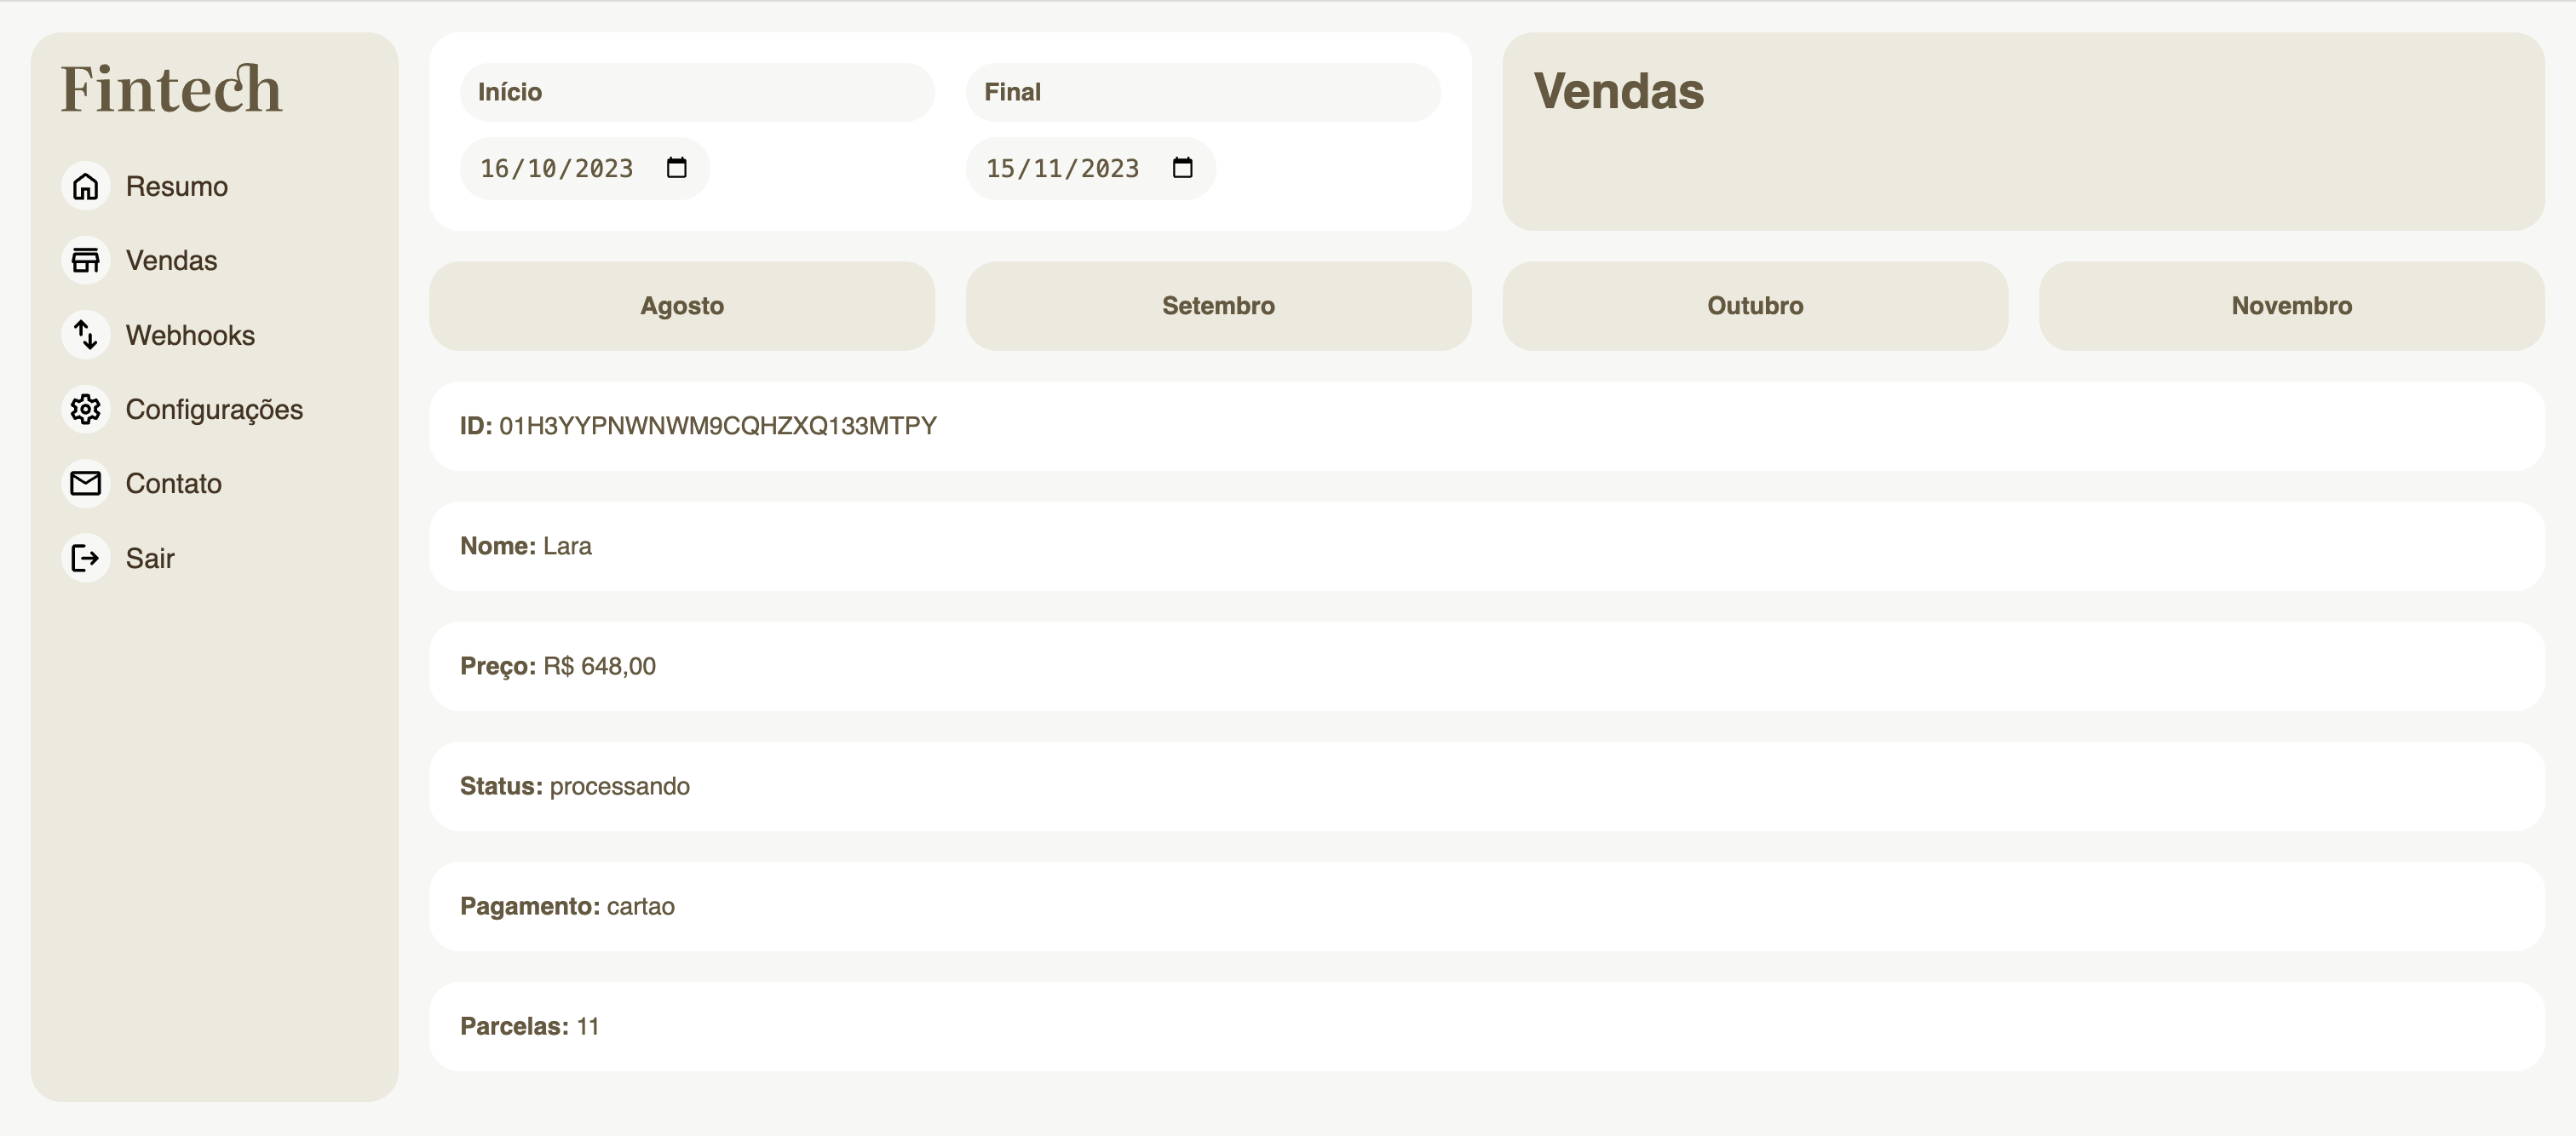 Fintech
Resumo
Vendas
Webhooks
Configurações
Contato
Sair
Início
16/10/2023
Final
15/11/2023
Vendas
Agosto
Setembro
Outubro
Novembro
ID: 01H3YYPNWNWM9CQHZXQ133MTPY
Nome: Lara
Preço: R$ 648,00
Status: processando
Pagamento: cartao
Parcelas: 11